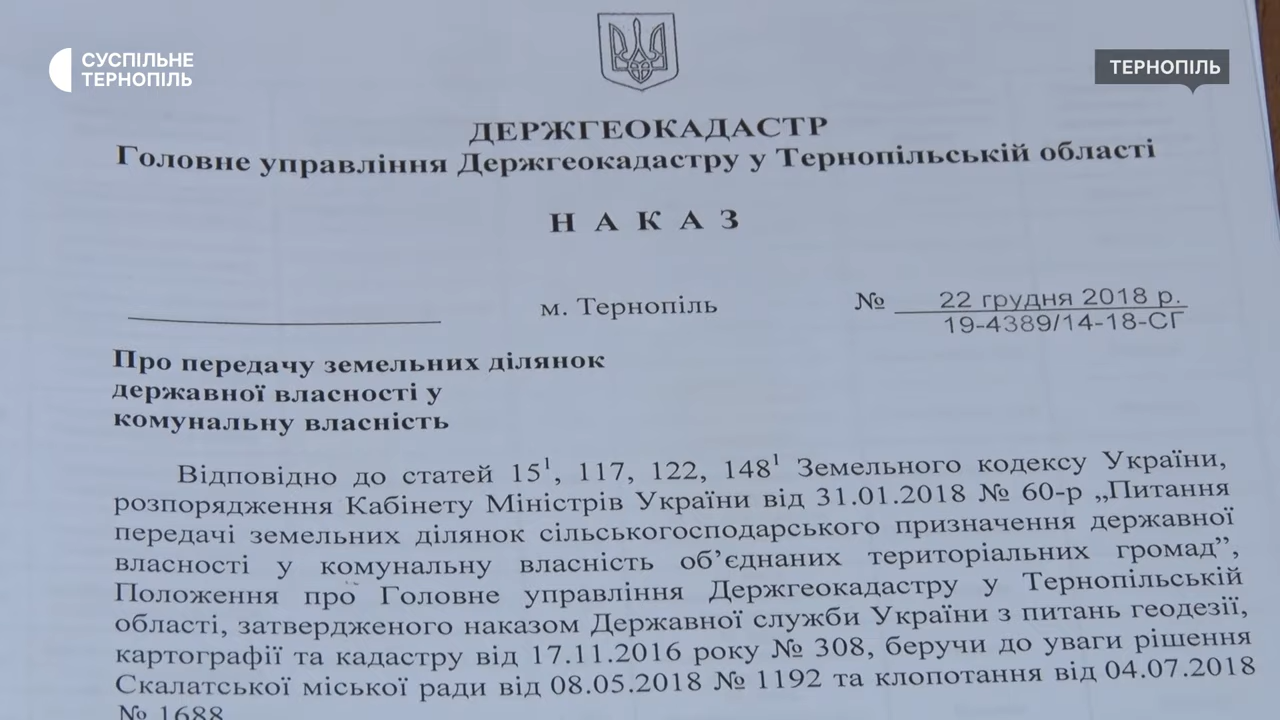 СУСПІЛЬНЕ
ТЕРНОПІЛЬ
ТЕРНОПІЛЬ
ДЕРЖГЕОКАДАСТР
Головне управління Держгеокадастру у Тернопільській області
Н А К А З
м. Тернопіль № 22 грудня 2018 р.
19-4389/14-18-СГ
Про передачу земельних ділянок
державної власності у
комунальну власність
Відповідно до статей 15¹, 117, 122, 148¹ Земельного кодексу України,
розпорядження Кабінету Міністрів України від 31.01.2018 № 60-р „Питання
передачі земельних ділянок сільськогосподарського призначення державної
власності у комунальну власність об’єднаних територіальних громад”,
Положення про Головне управління Держгеокадастру у Тернопільській
області, затвердженого наказом Державної служби України з питань геодезії,
картографії та кадастру від 17.11.2016 року № 308, беручи до уваги рішення
Скалатської міської ради від 08.05.2018 № 1192 та клопотання від 04.07.2018
№ 1688